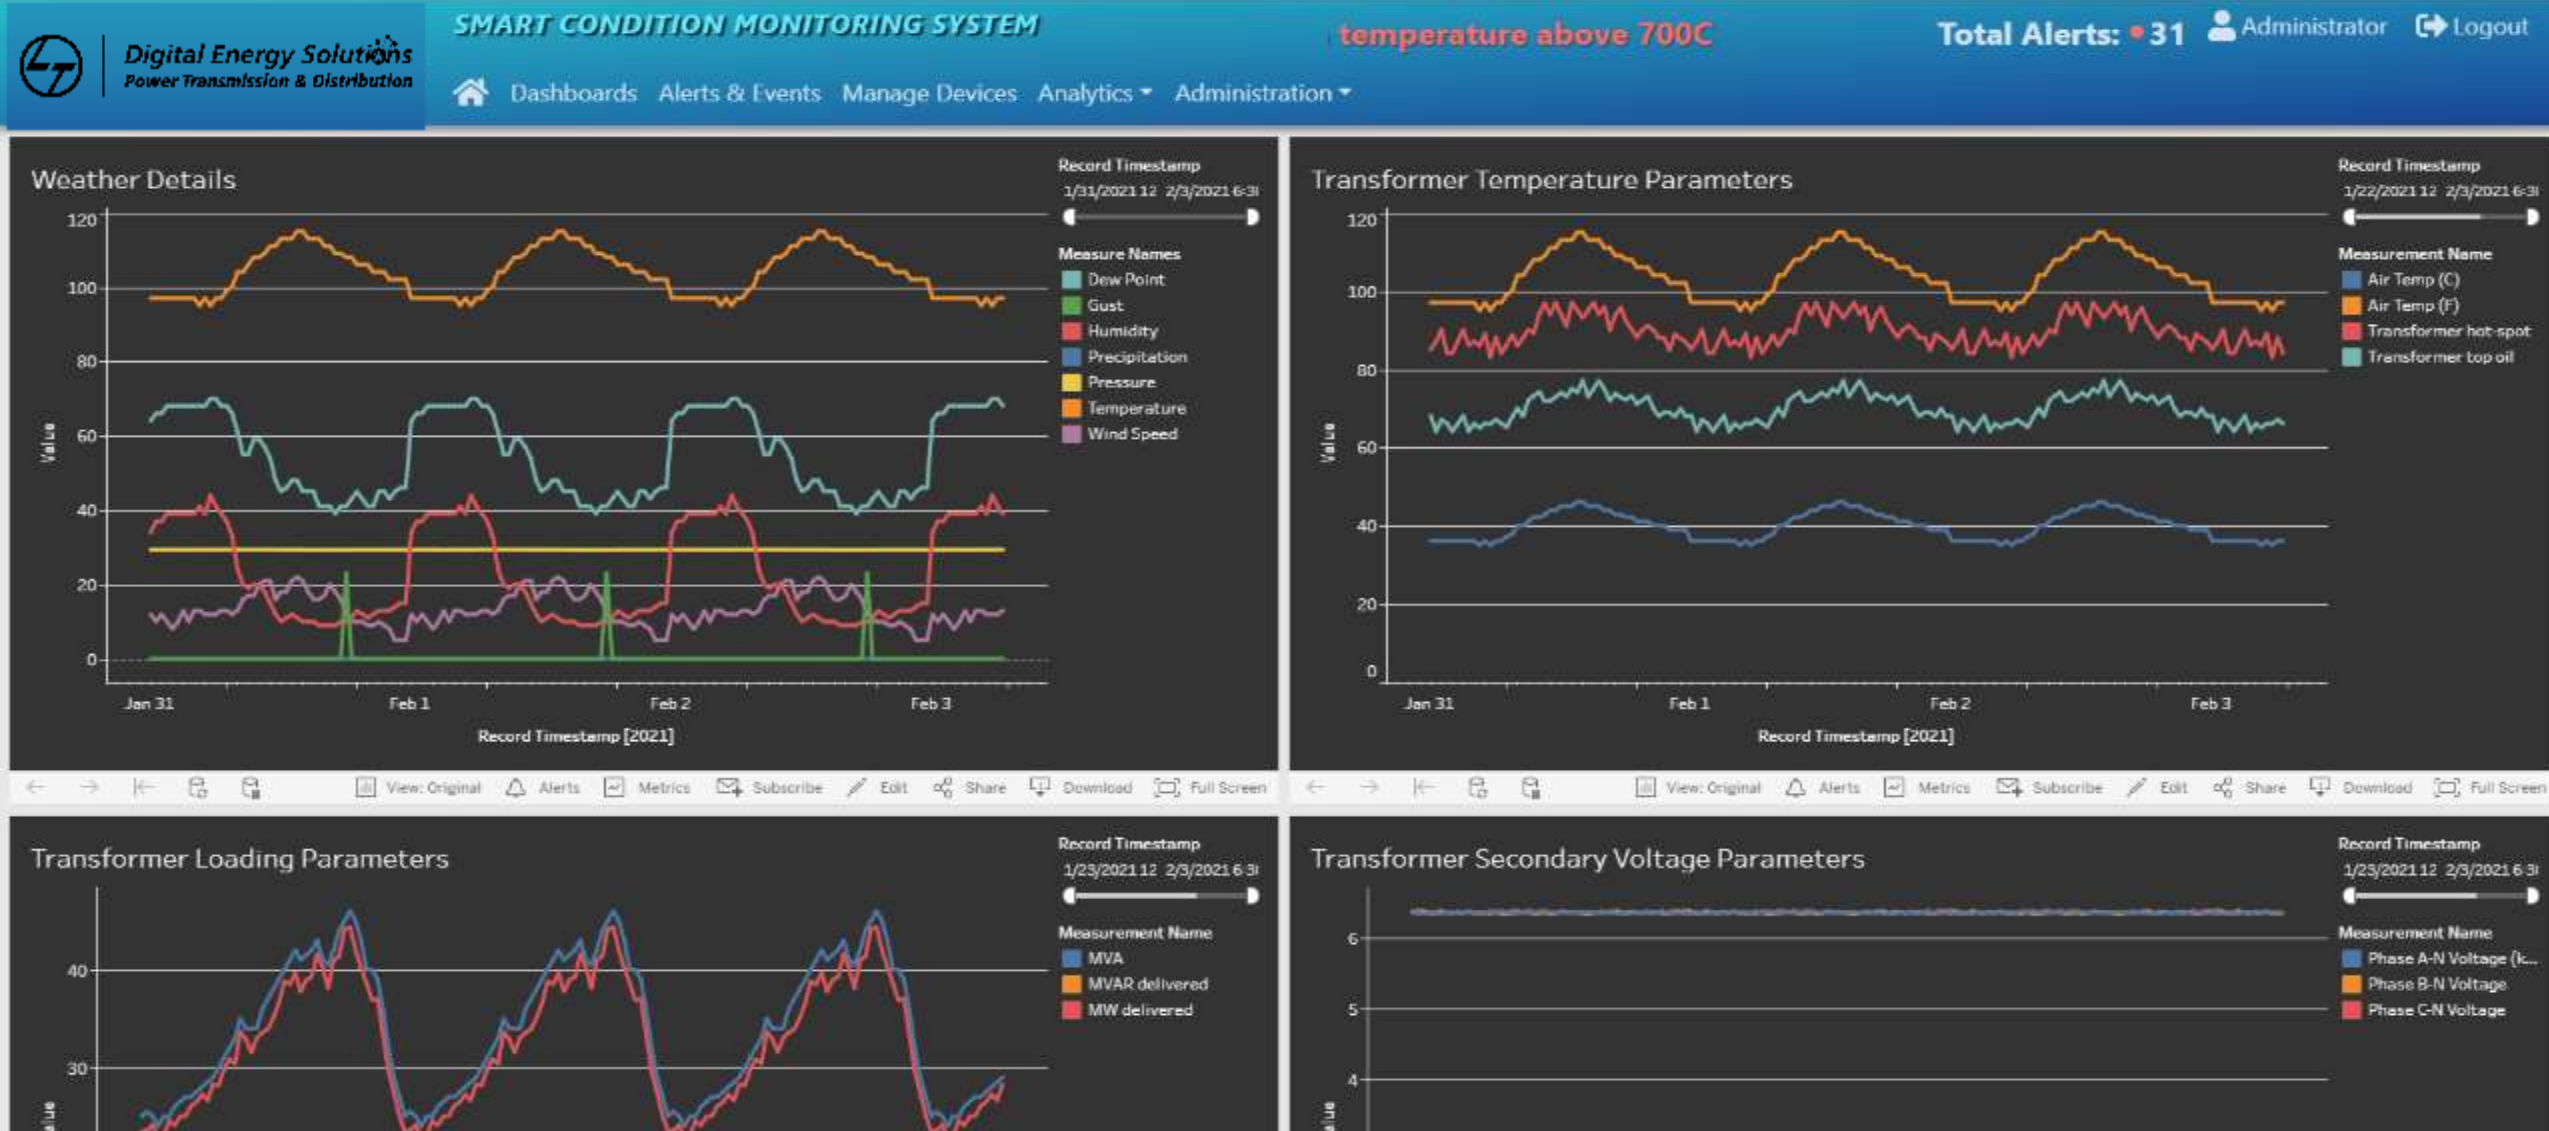 SMART CONDITION MONITORING SYSTEM
temperature above 700C
Total Alerts: 31
Administrator
Logout
Digital Energy Solutions
Power Transmission & Distribution
Dashboards Alerts & Events Manage Devices Analytics Administration
Weather Details
Record Timestamp
1/31/2021 12 2/3/2021 6:3
Measure Names
Dew Point
Gust
Humidity
Precipitation
Pressure
Temperature
Wind Speed
120
100
80
60
40
20
0
Value
Jan 31 Feb 1 Feb 2 Feb 3
Record Timestamp [2021]
View: Original Alerts Metrics Subscribe Edit Share Download Full Screen
Transformer Temperature Parameters
Record Timestamp
1/22/2021 12 2/3/2021 6:3
Measurement Name
Air Temp (C)
Air Temp (F)
Transformer hot-spot
Transformer top oil
120
100
80
60
40
20
0
Value
Jan 31 Feb 1 Feb 2 Feb 3
Record Timestamp [2021]
View: Original Alerts Metrics Subscribe Edit Share Download Full Screen
Transformer Loading Parameters
Record Timestamp
1/23/2021 12 2/3/2021 6:3
Measurement Name
MVA
MVAR delivered
MW delivered
40
30
alue
Transformer Secondary Voltage Parameters
Record Timestamp
1/23/2021 12 2/3/2021 6:3
Measurement Name
Phase A-N Voltage (k...
Phase B-N Voltage
Phase C-N Voltage
6
5
4
alue